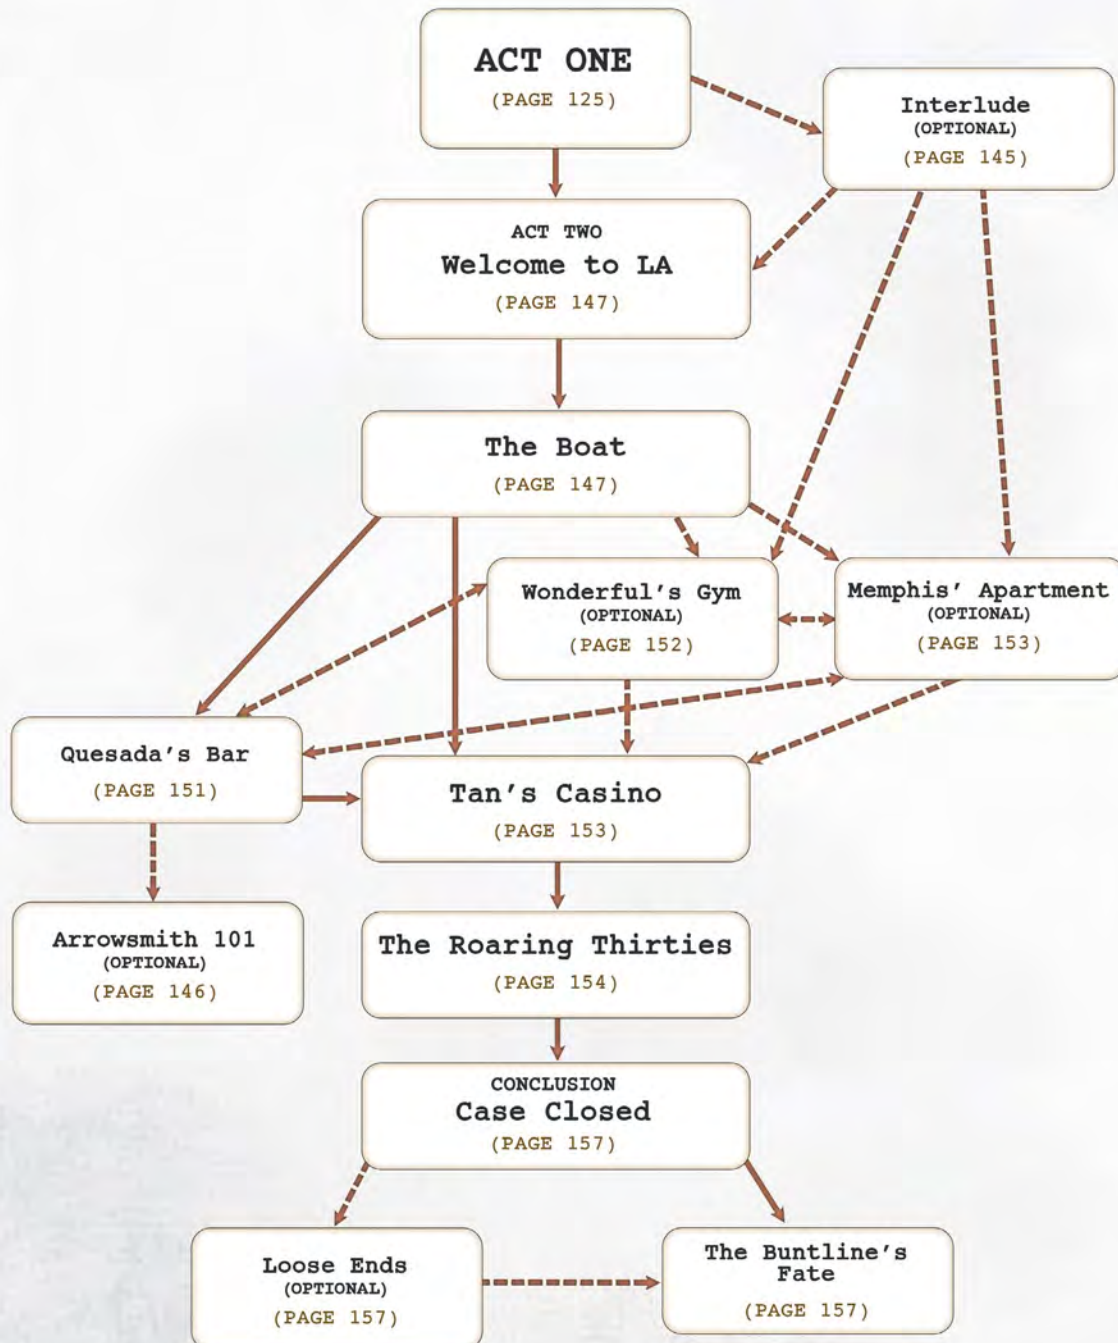 ACT ONE
(PAGE 125)
Interlude
(OPTIONAL)
(PAGE 145)
ACT TWO
Welcome to LA
(PAGE 147)
The Boat
(PAGE 147)
Wonderful's Gym
(OPTIONAL)
(PAGE 152)
Memphis' Apartment
(OPTIONAL)
(PAGE 153)
Quesada's Bar
(PAGE 151)
Tan's Casino
(PAGE 153)
Arrowsmith 101
(OPTIONAL)
(PAGE 146)
The Roaring Thirties
(PAGE 154)
CONCLUSION
Case Closed
(PAGE 157)
Loose Ends
(OPTIONAL)
(PAGE 157)
The Buntline's
Fate
(PAGE 157)